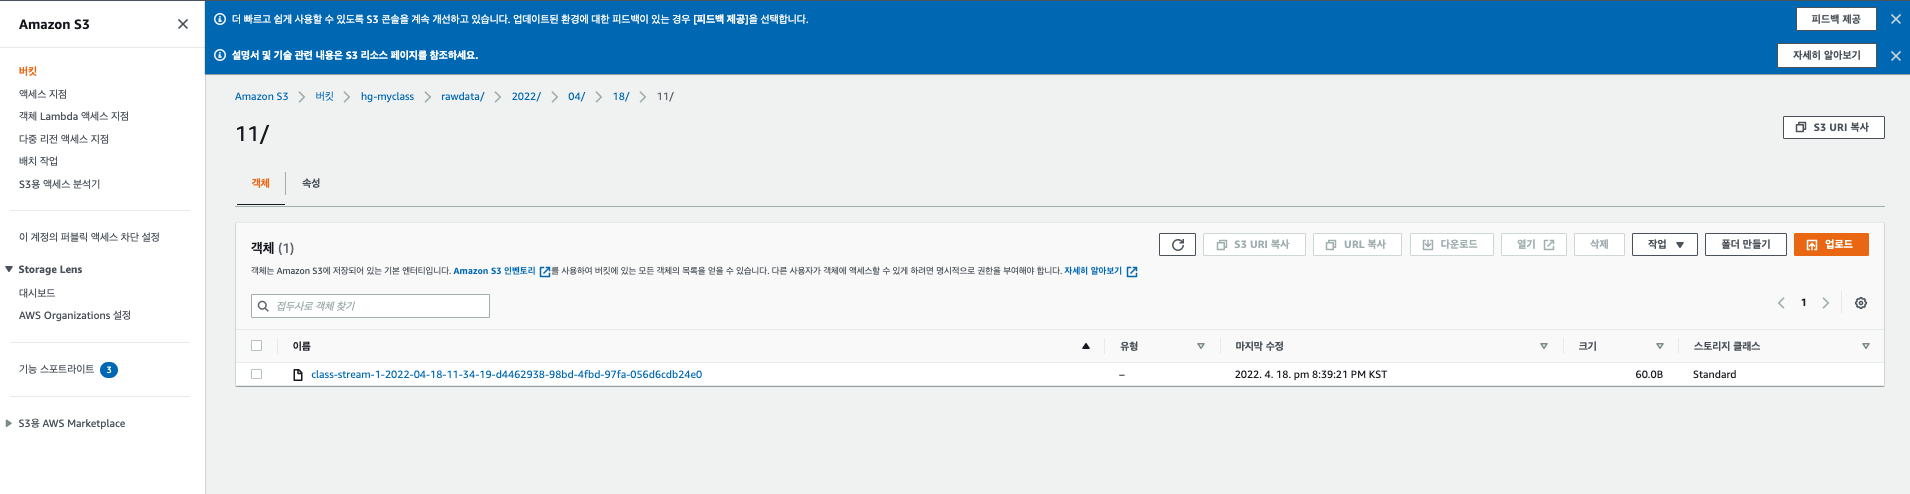 Amazon S3
버킷
액세스 지점
객체 Lambda 액세스 지점
다중 리전 액세스 지점
배치 작업
S3용 액세스 분석기
이 계정의 퍼블릭 액세스 차단 설정
Storage Lens
대시보드
AWS Organizations 설정
기능 스포트라이트 3
S3용 AWS Marketplace
더 빠르고 쉽게 사용할 수 있도록 S3 콘솔을 계속 개선하고 있습니다. 업데이트된 환경에 대한 피드백이 있는 경우 [피드백 제공]을 선택합니다.
피드백 제공
설명서 및 기술 관련 내용은 S3 리소스 페이지를 참조하세요.
자세히 알아보기
Amazon S3 버킷 hg-myclass rawdata/ 2022/ 04/ 18/ 11/
11/
S3 URI 복사
객체 속성
객체 (1)
S3 URI 복사 URL 복사 다운로드 열기 삭제 작업 폴더 만들기 업로드
객체는 Amazon S3에 저장되어 있는 기본 엔터티입니다. Amazon S3 인벤토리를 사용하여 버킷에 있는 모든 객체의 목록을 얻을 수 있습니다. 다른 사용자가 객체에 액세스할 수 있게 하려면 명시적으로 권한을 부여해야 합니다. 자세히 알아보기
접두사로 객체 찾기
1
이름 유형 마지막 수정 크기 스토리지 클래스
class-stream-1-2022-04-18-11-34-19-d4462938-98bd-4fbd-97fa-056d6cdb24e0 – 2022. 4. 18. pm 8:39:21 PM KST 60.0B Standard